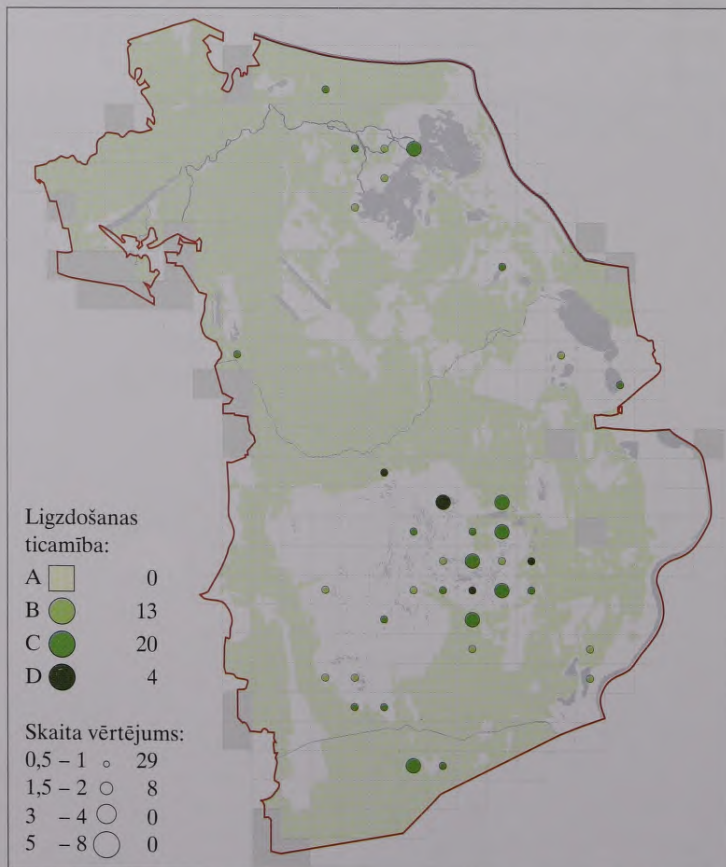 Ligzdošanas
ticamība:
A 0
B 13
C 20
D 4
Skaita vērtējums:
0,5 – 1 29
1,5 – 2 8
3 – 4 0
5 – 8 0